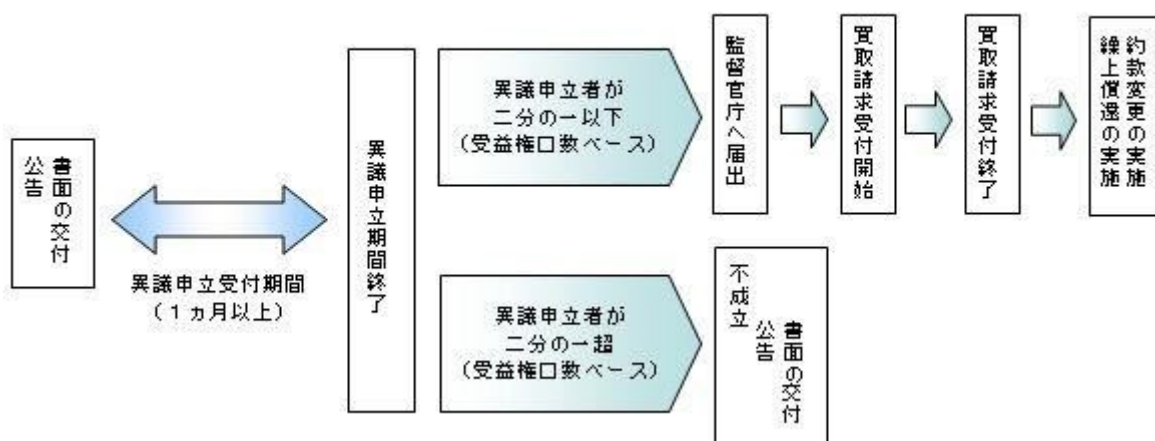 書面の交付
公告
異議申立受付期間
（１ヵ月以上）
異議申立期間終了
異議申立者が
二分の一以下
（受益権口数ベース）
監督官庁へ届出
買取請求受付開始
買取請求受付終了
約款変更の実施
繰上償還の実施
異議申立者が
二分の一超
（受益権口数ベース）
不成立
書面の交付
公告